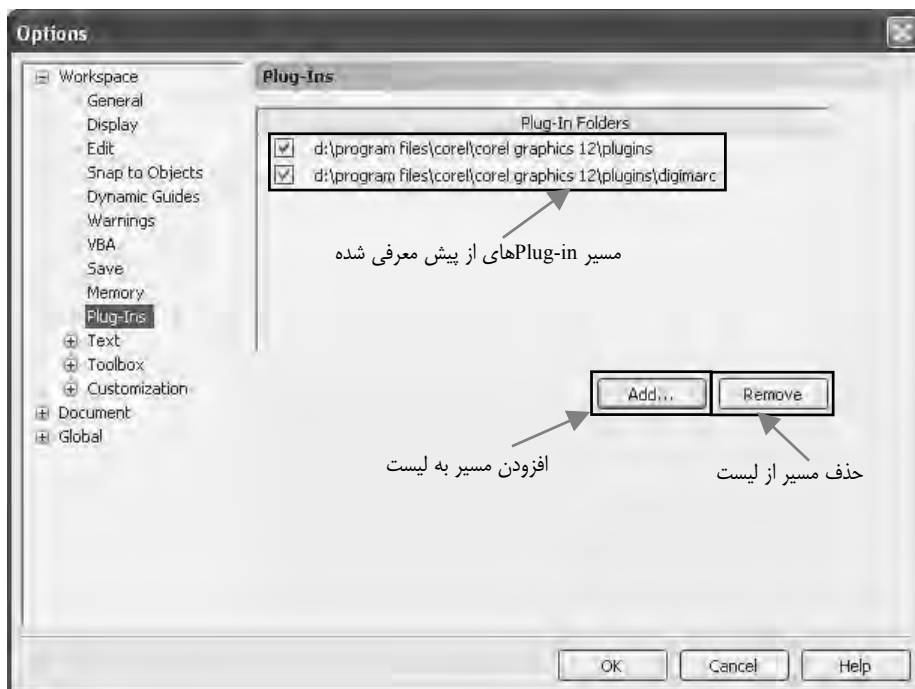 Options
Workspace
General
Display
Edit
Snap to Objects
Dynamic Guides
Warnings
VBA
Save
Memory
Plug-Ins
Text
Toolbox
Customization
Document
Global
Plug-Ins
Plug-In Folders
d:\program files\corel\corel graphics 12\plugins
d:\program files\corel\corel graphics 12\plugins\digimarc
مسیر Plug-inهای از پیش معرفی شده
Add... Remove
افزودن مسیر به لیست
حذف مسیر از لیست
OK Cancel Help